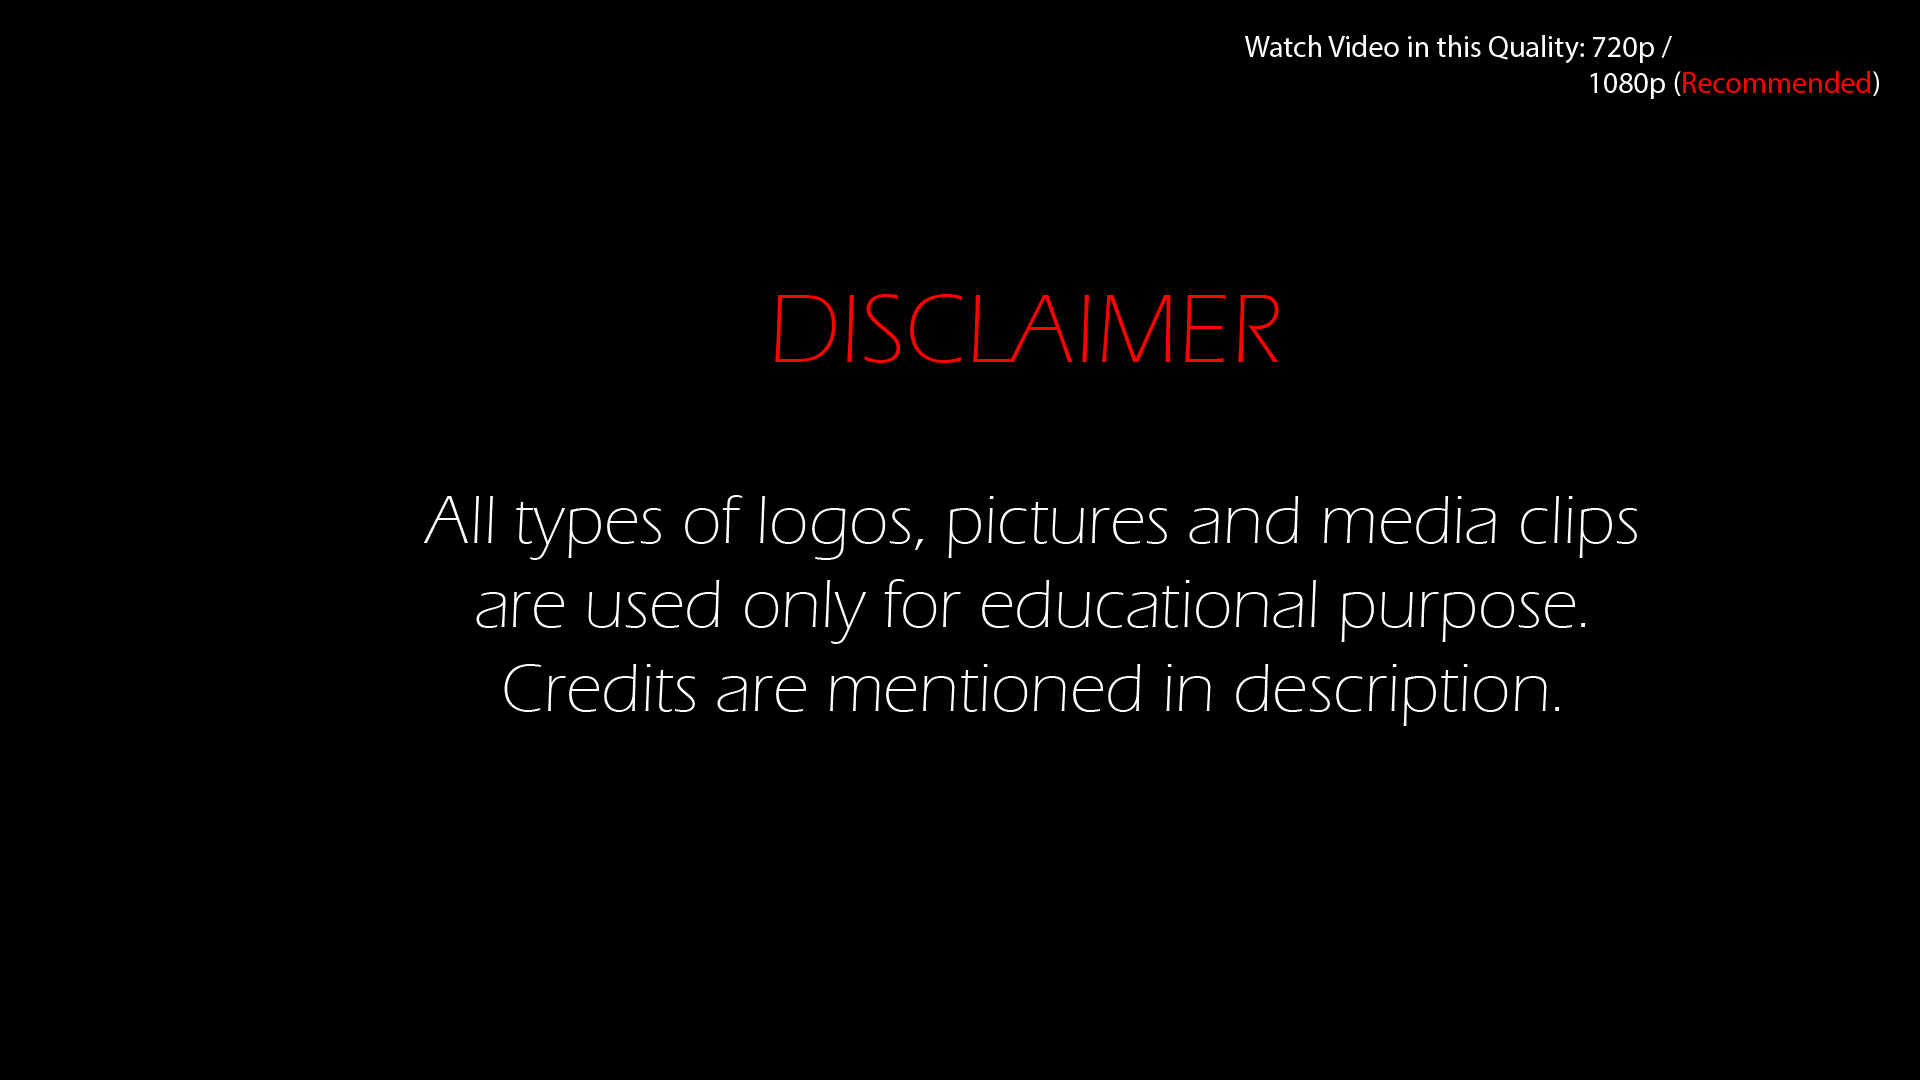 Watch Video in this Quality: 720p /
1080p (Recommended)
DISCLAIMER
All types of logos, pictures and media clips
are used only for educational purpose.
Credits are mentioned in description.